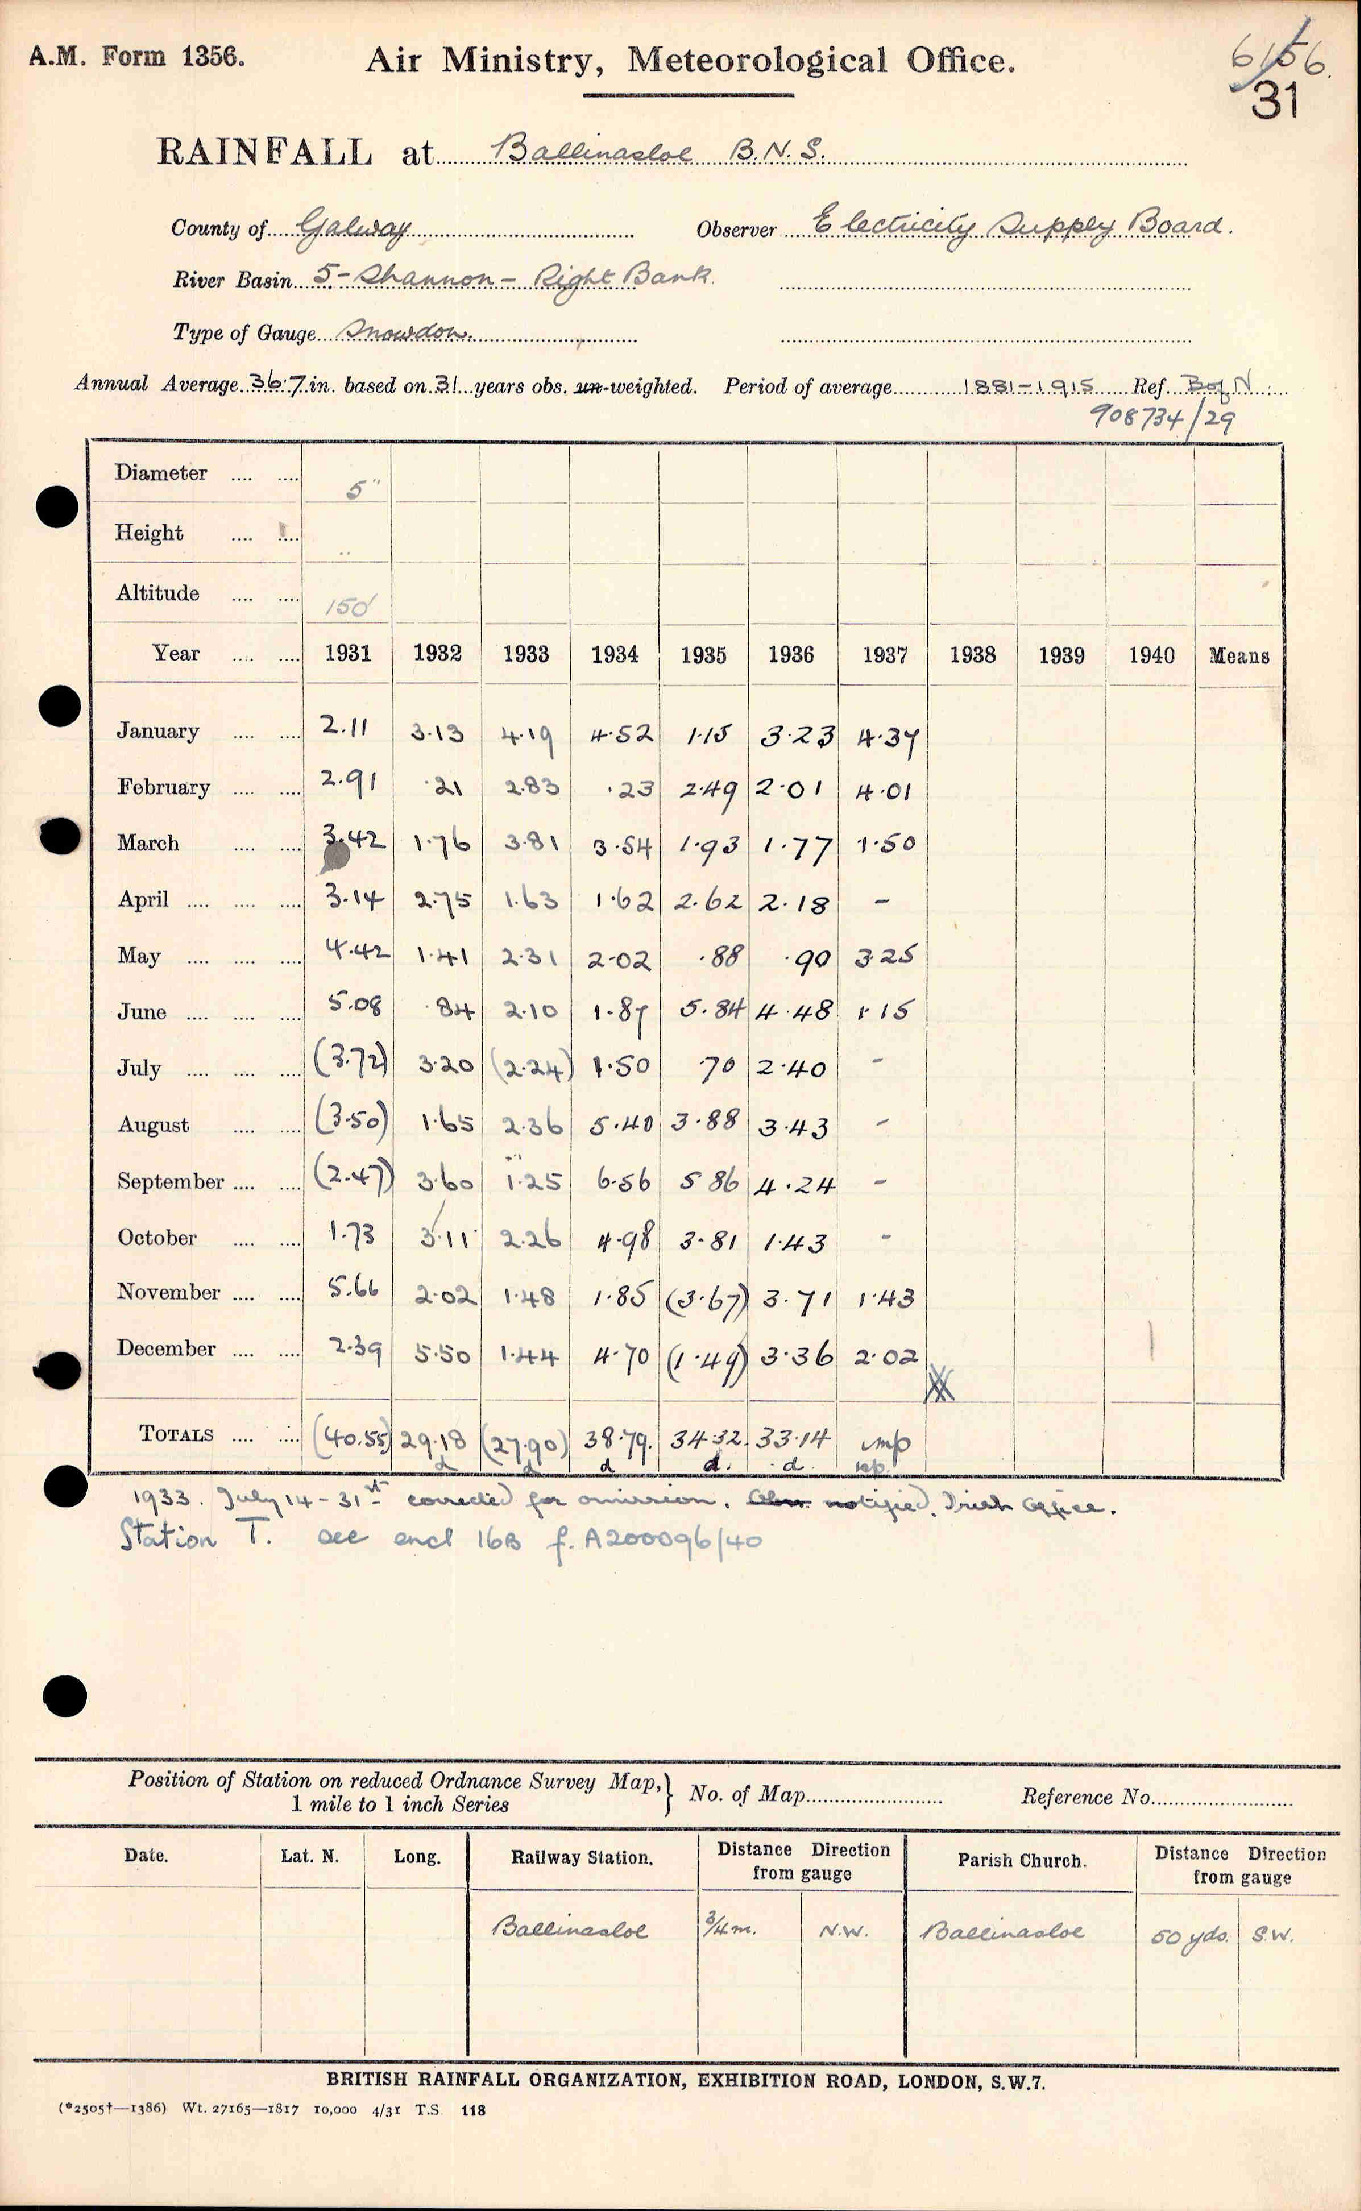 A.M. Form 1356.
Air Ministry, Meteorological Office.
6156
31
RAINFALL at Ballinasloe B.N.S.
County of Galway Observer Electricity Supply Board.
River Basin 5 - Shannon - Right Bank.
Type of Gauge Snowdon.
Annual Average 36.7 in. based on 31 years obs. un-weighted. Period of average 1881-1915 Ref. B of N
908734/29
Diameter .... .... 5"
Height .... .... ..
Altitude .... .... 150'
Year .... .... 1931 1932 1933 1934 1935 1936 1937 1938 1939 1940 Means
January .... .... 2.11 3.13 4.19 4.52 1.15 3.23 4.37
February .... .... 2.91 .21 2.83 .23 2.49 2.01 4.01
March .... .... 3.42 1.76 3.81 3.54 1.93 1.77 1.50
April .... .... .... 3.14 2.75 1.63 1.62 2.62 2.18 -
May .... .... .... 4.42 1.41 2.31 2.02 .88 .90 3.25
June .... .... .... 5.08 .84 2.10 1.87 5.84 4.48 1.15
July .... .... .... (3.72) 3.20 (2.24) 1.50 .70 2.40 -
August .... .... (3.50) 1.65 2.36 5.40 3.88 3.43 -
September .... .... (2.47) 3.60 1.25 6.56 5.86 4.24 -
October .... .... 1.73 3.11 2.26 4.98 3.81 1.43 -
November .... .... 5.66 2.02 1.48 1.85 (3.67) 3.71 1.43
December .... .... 2.39 5.50 1.44 4.70 (1.49) 3.36 2.02
TOTALS .... .... (40.55) 29.18 (27.90) 38.79. 34.32. 33.14 imp
d d d d. d.
1933. July 14 - 31st corrected for omission. notified. Irish Office.
Station T. see encl 16B f. A200096/40
Position of Station on reduced Ordnance Survey Map, } No. of Map Reference No.
1 mile to 1 inch Series
Date. Lat. N. Long. Railway Station. Distance Direction from gauge Parish Church. Distance Direction from gauge
Ballinasloe 3/4 m. N.W. Ballinasloe 50 yds. S.W.
BRITISH RAINFALL ORGANIZATION, EXHIBITION ROAD, LONDON, S.W.7.
(*2505†—1386) Wt. 27165—1817 10,000 4/31 T.S. 118